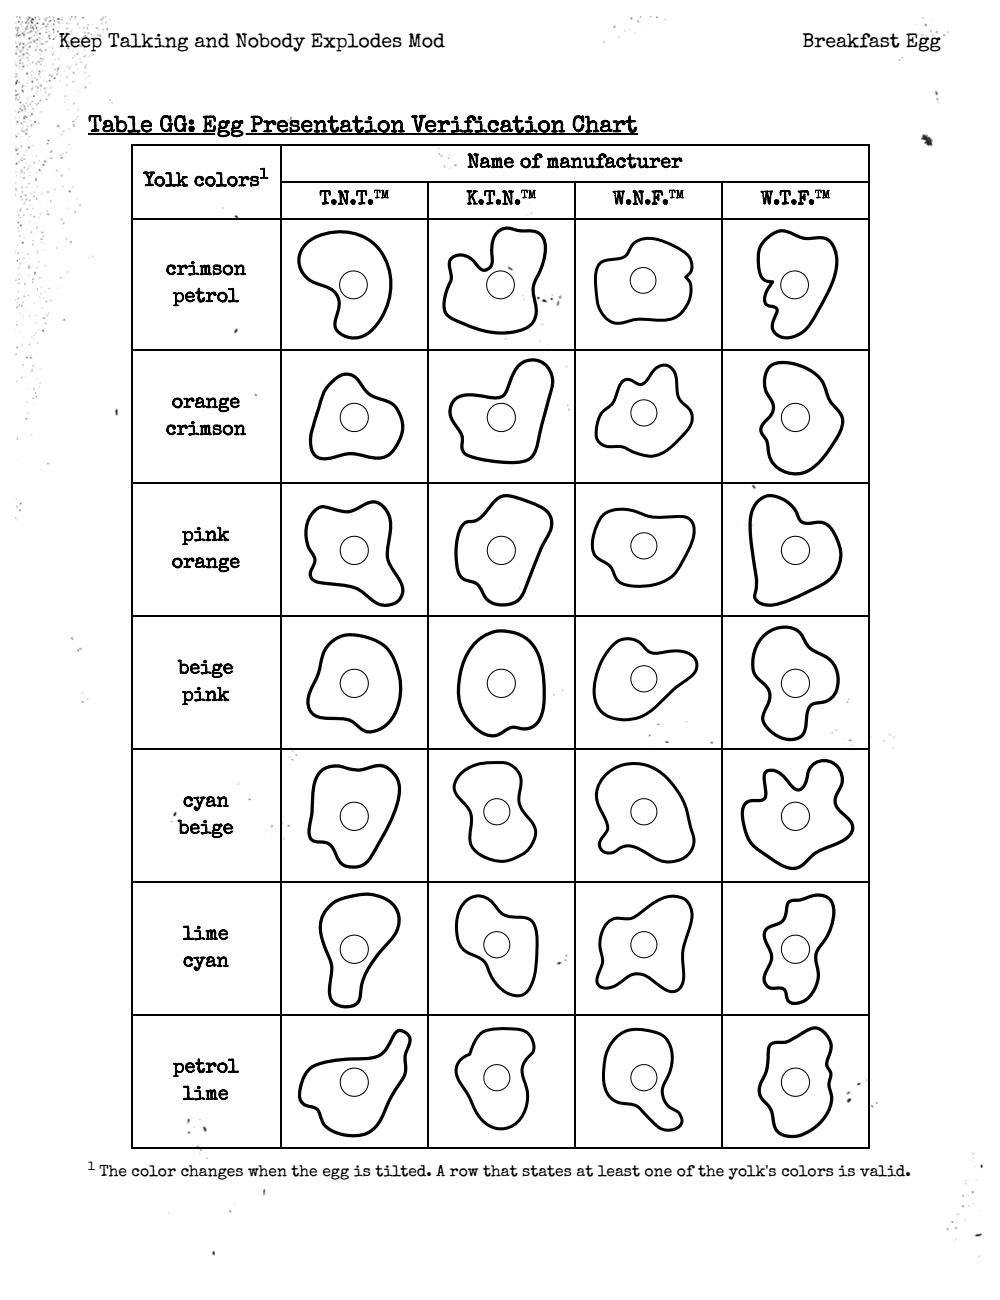 Keep Talking and Nobody Explodes Mod
Breakfast Egg
Table GG: Egg Presentation Verification Chart
Yolk colors¹
Name of manufacturer
T.N.T.™ K.T.N.™ W.N.F.™ W.T.F.™
crimson
petrol
orange
crimson
pink
orange
beige
pink
cyan
beige
lime
cyan
petrol
lime
¹ The color changes when the egg is tilted. A row that states at least one of the yolk's colors is valid.